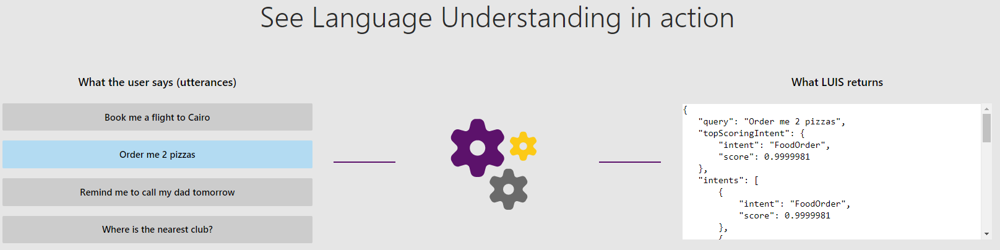 See Language Understanding in action
What the user says (utterances)
Book me a flight to Cairo
Order me 2 pizzas
Remind me to call my dad tomorrow
Where is the nearest club?
What LUIS returns
{
"query": "Order me 2 pizzas",
"topScoringIntent": {
"intent": "FoodOrder",
"score": 0.9999981
},
"intents": [
{
"intent": "FoodOrder",
"score": 0.9999981
},
{